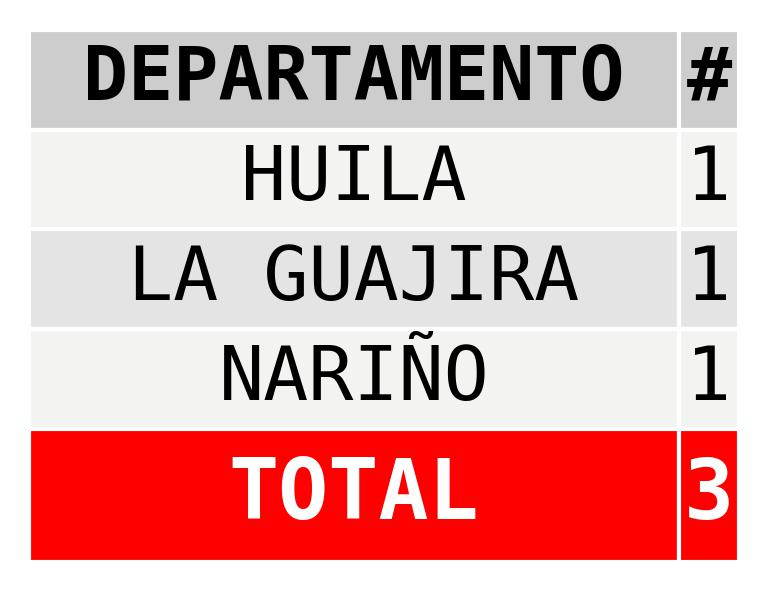 DEPARTAMENTO #
HUILA 1
LA GUAJIRA 1
NARIÑO 1
TOTAL 3